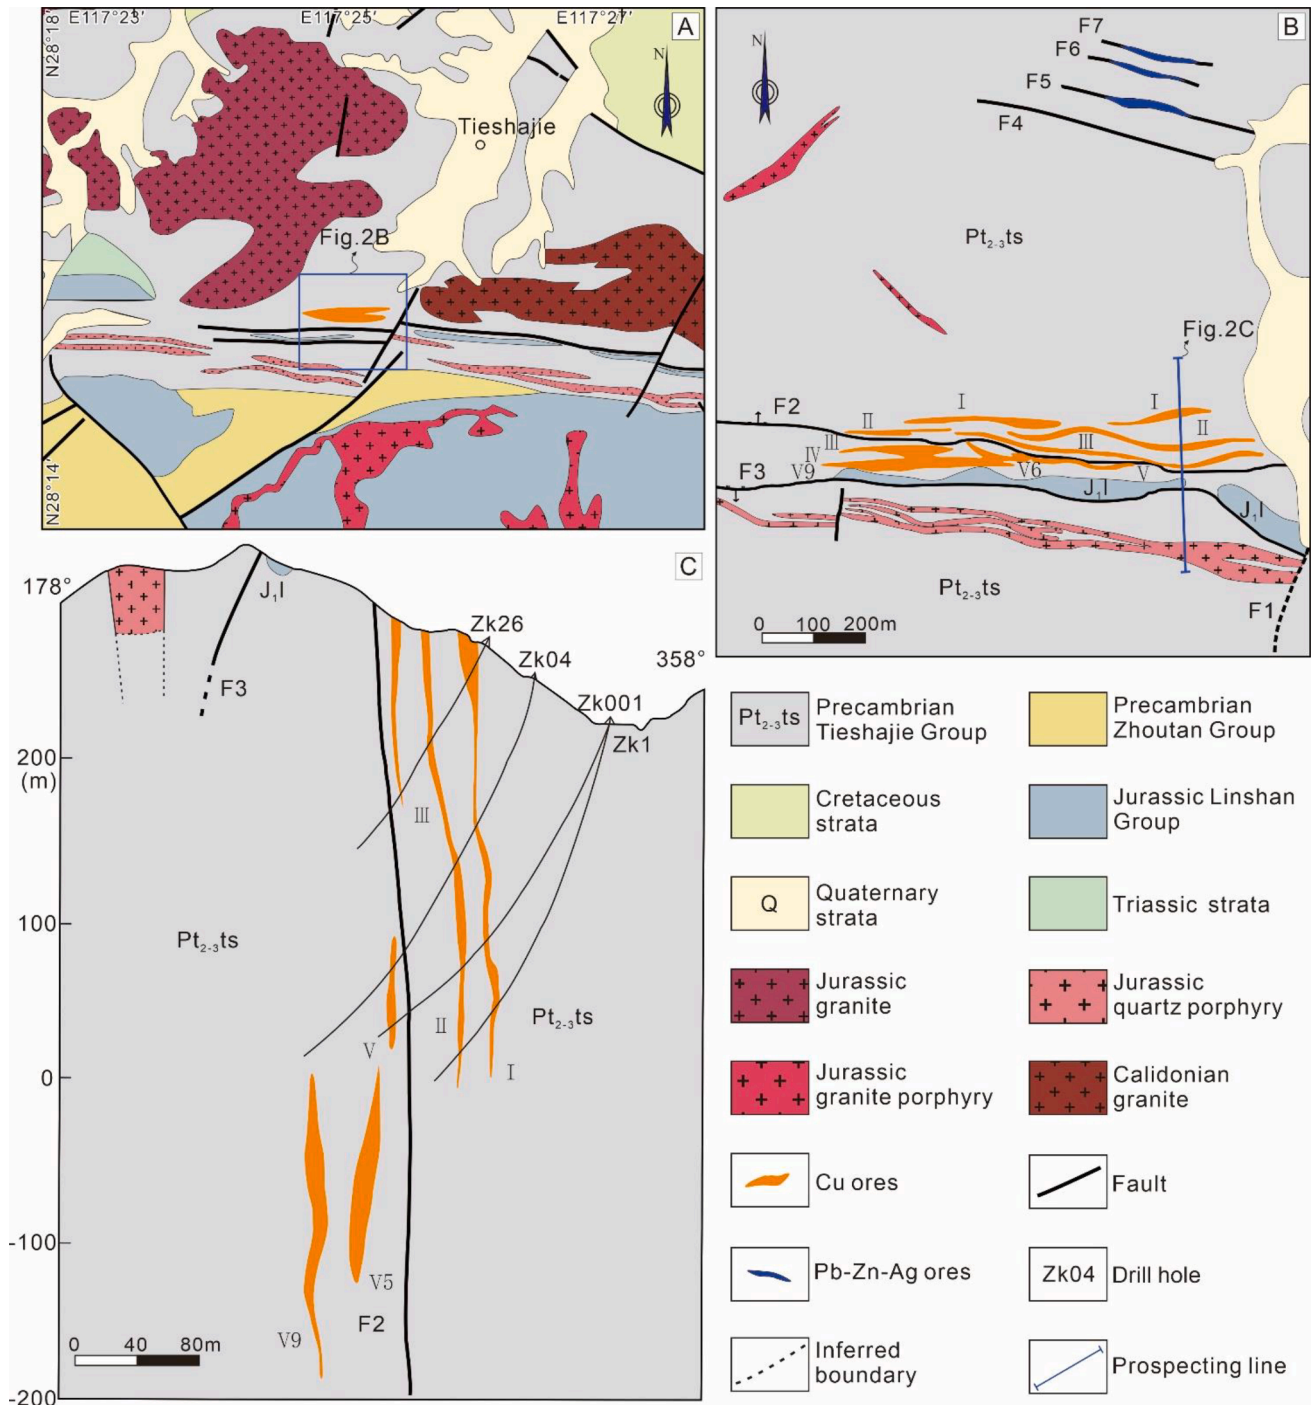 E117°23′
E117°25′
E117°27′
A
N28°18′
N
Tieshajie
Fig.2B
N28°14′
B
N
F7
F6
F5
F4
Pt2-3ts
Fig.2C
I
I
F2
II
II
III
III
IV
V9
V6
V
F3
J1l
J1l
Pt2-3ts
F1
0
100
200m
C
178°
J1l
Zk26
Zk04
358°
F3
Zk001
Zk1
200
(m)
III
100
Pt2-3ts
Pt2-3ts
II
V
I
0
-100
V5
F2
V9
0
40
80m
-200
Pt2-3ts
Precambrian
Tieshajie Group
Precambrian
Zhoutan Group
Cretaceous
strata
Jurassic Linshan
Group
Q
Quaternary
strata
Triassic strata
Jurassic
granite
Jurassic
quartz porphyry
Jurassic
granite porphyry
Calidonian
granite
Cu ores
Fault
Pb-Zn-Ag ores
Zk04
Drill hole
Inferred
boundary
Prospecting line